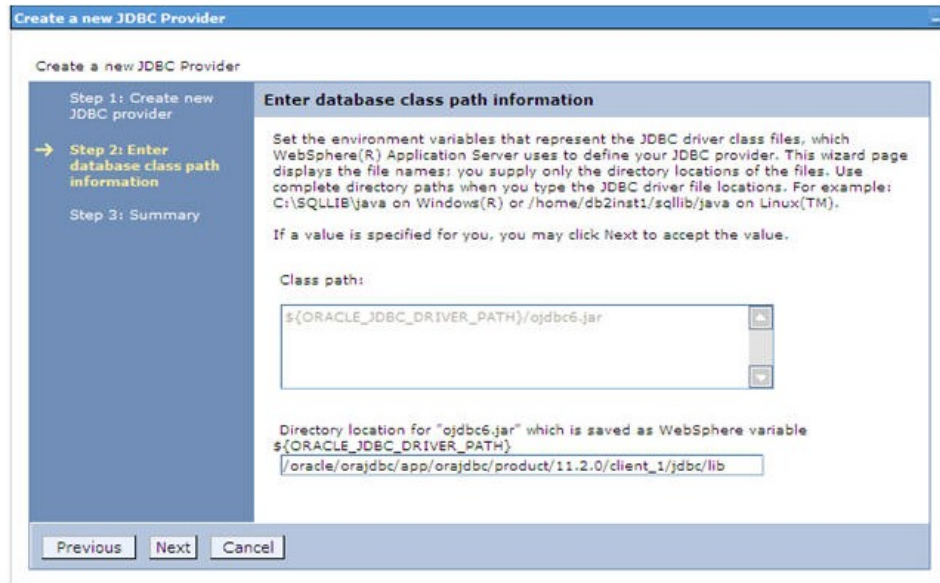 Create a new JDBC Provider
Create a new JDBC Provider
Step 1: Create new
JDBC provider
Step 2: Enter
database class path
information
Step 3: Summary
Enter database class path information
Set the environment variables that represent the JDBC driver class files, which
WebSphere(R) Application Server uses to define your JDBC provider. This wizard page
displays the file names; you supply only the directory locations of the files. Use
complete directory paths when you type the JDBC driver file locations. For example:
C:\SQLLIB\java on Windows(R) or /home/db2inst1/sqllib/java on Linux(TM).
If a value is specified for you, you may click Next to accept the value.
Class path:
${ORACLE_JDBC_DRIVER_PATH}/ojdbc6.jar
Directory location for "ojdbc6.jar" which is saved as WebSphere variable
${ORACLE_JDBC_DRIVER_PATH}
/oracle/orajdbc/app/orajdbc/product/11.2.0/client_1/jdbc/lib
Previous Next Cancel